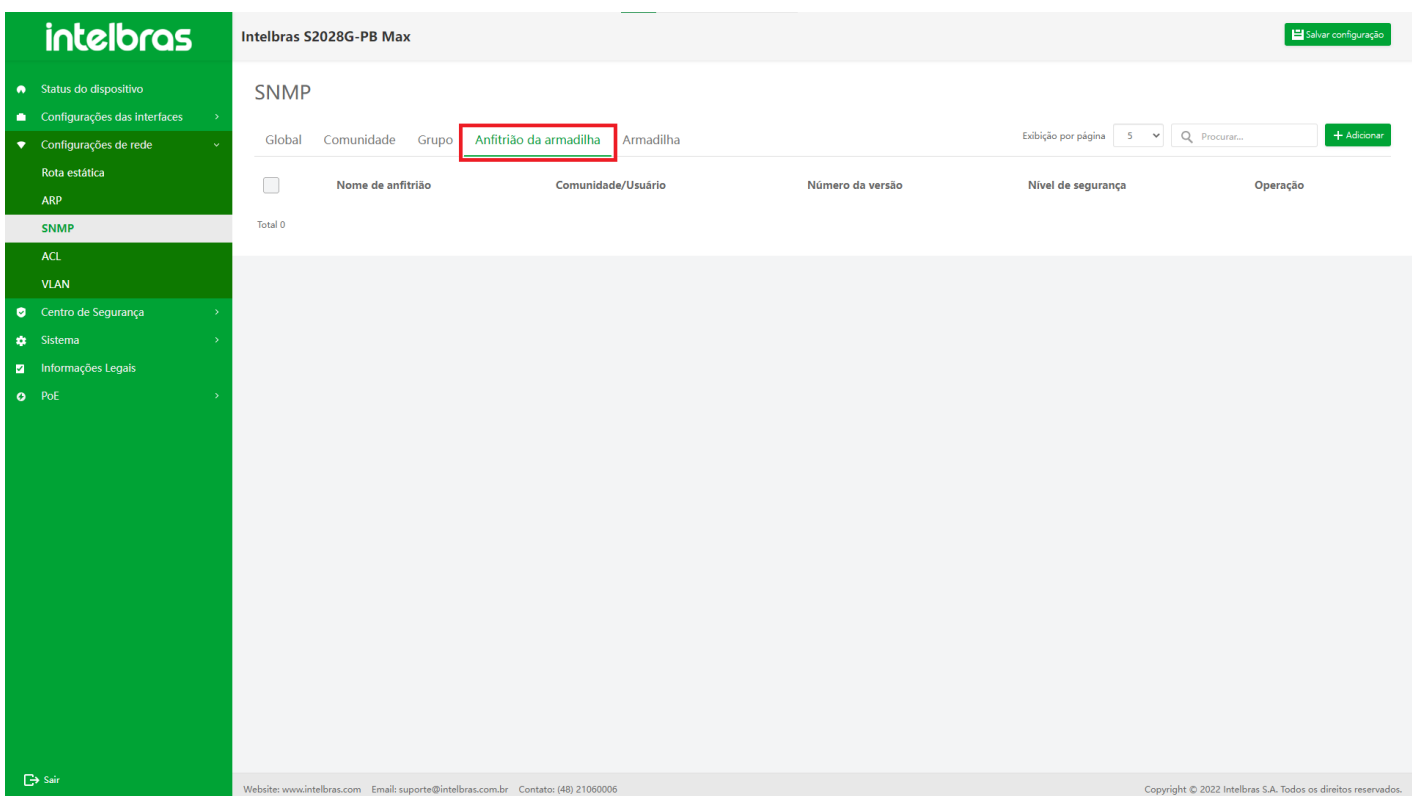 intelbras
Intelbras S2028G-PB Max
Salvar configuração
Status do dispositivo
Configurações das interfaces
Configurações de rede
Rota estática
ARP
SNMP
ACL
VLAN
Centro de Segurança
Sistema
Informações Legais
PoE
Sair
SNMP
Global Comunidade Grupo Anfitrião da armadilha Armadilha
Exibição por página 5 Procurar... + Adicionar
Nome de anfitrião Comunidade/Usuário Número da versão Nível de segurança Operação
Total 0
Website: www.intelbras.com Email: suporte@intelbras.com.br Contato: (48) 21060006 Copyright © 2022 Intelbras S.A. Todos os direitos reservados.